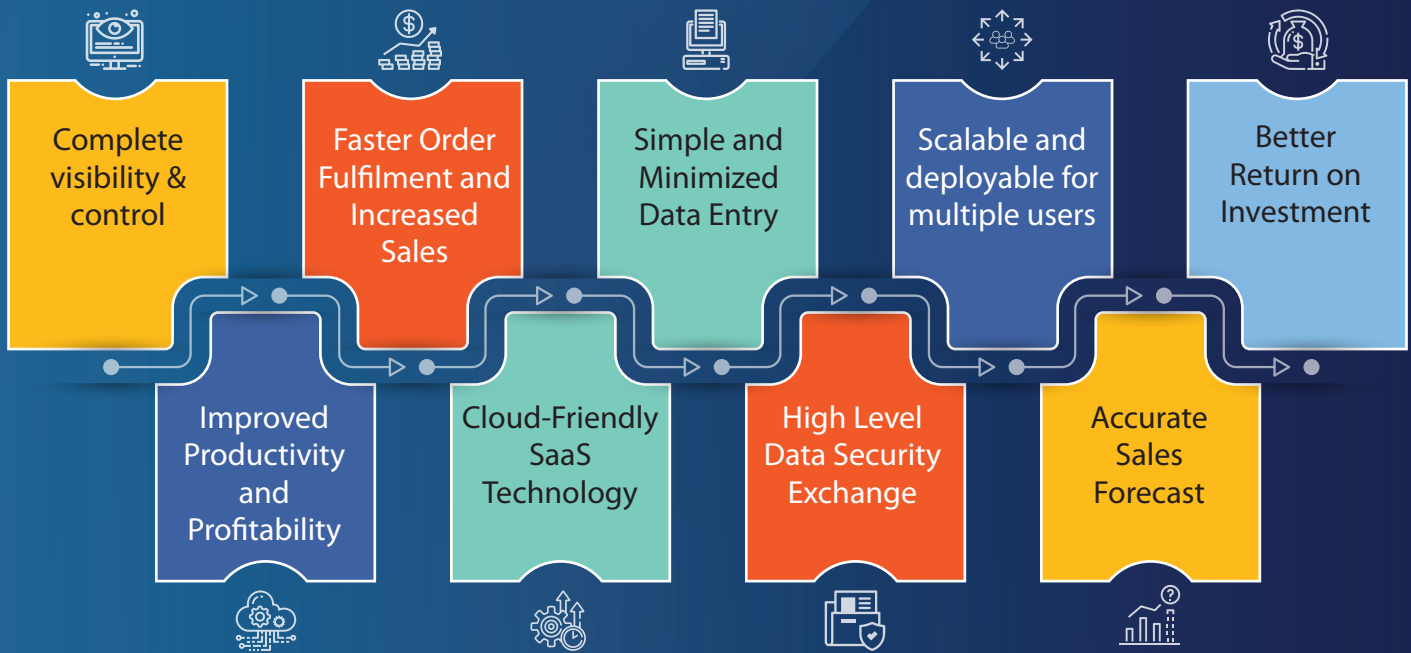 Complete
visibility &
control
Faster Order
Fulfilment and
Increased
Sales
Simple and
Minimized
Data Entry
Scalable and
deployable for
multiple users
Better
Return on
Investment
Improved
Productivity
and
Profitability
Cloud-Friendly
SaaS
Technology
High Level
Data Security
Exchange
Accurate
Sales
Forecast